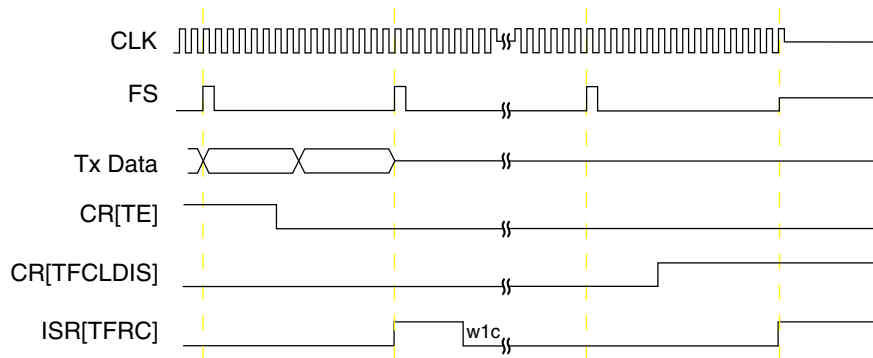 CLK
FS
Tx Data
CR[TE]
CR[TFCLDIS]
ISR[TFRC]
w1c